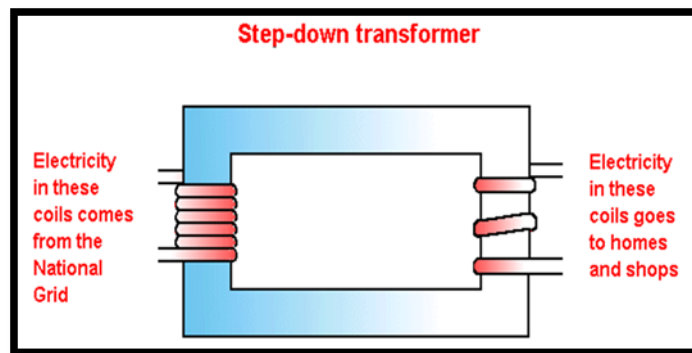 Step-down transformer
Electricity
in these
coils comes
from the
National
Grid
Electricity
in these
coils goes
to homes
and shops